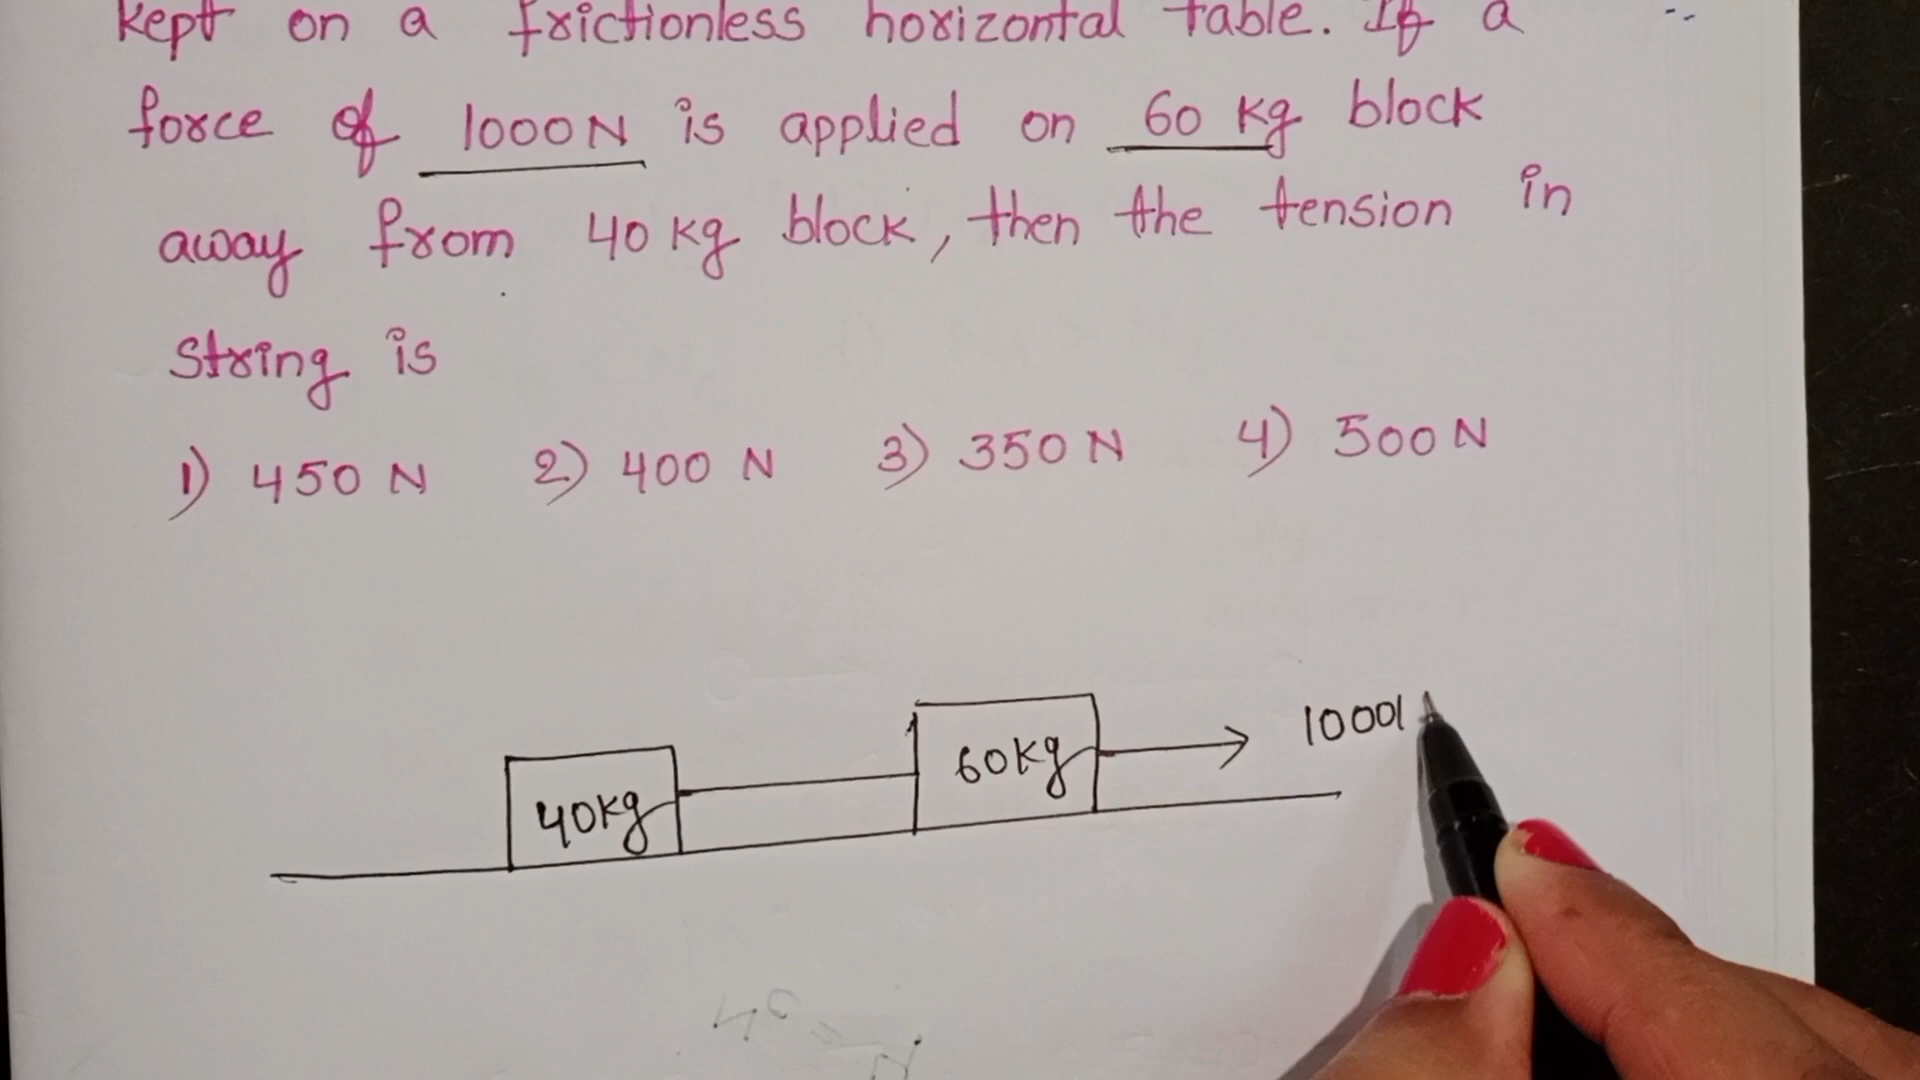 kept on a frictionless horizontal table. If a
force of 1000N is applied on 60 kg block
away from 40 kg block, then the tension in
string is
1) 450 N 2) 400 N 3) 350 N 4) 500 N
40kg 60kg 1000